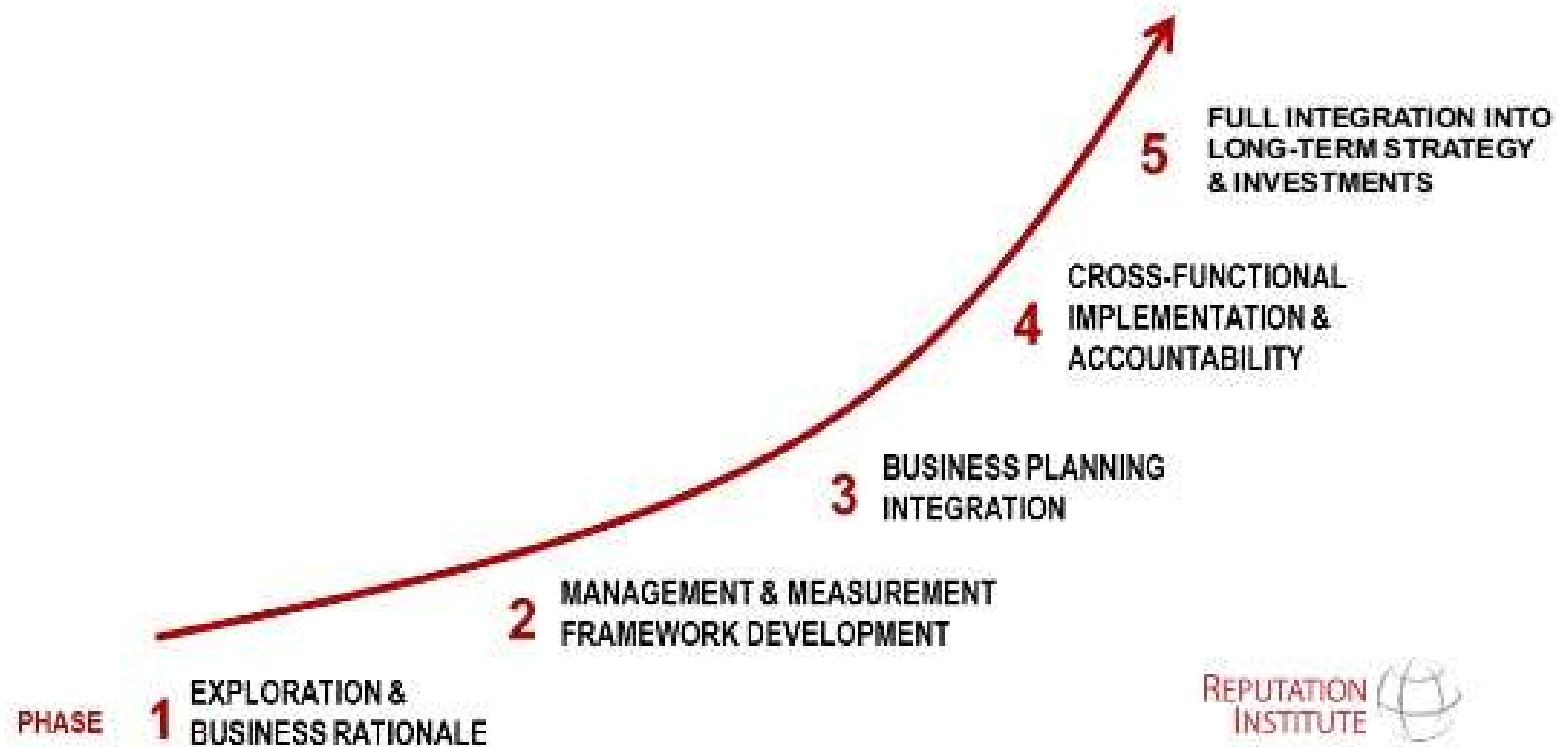 5 FULL INTEGRATION INTO
LONG-TERM STRATEGY
& INVESTMENTS
4 CROSS-FUNCTIONAL
IMPLEMENTATION &
ACCOUNTABILITY
3 BUSINESS PLANNING
INTEGRATION
2 MANAGEMENT & MEASUREMENT
FRAMEWORK DEVELOPMENT
PHASE 1 EXPLORATION &
BUSINESS RATIONALE
REPUTATION
INSTITUTE